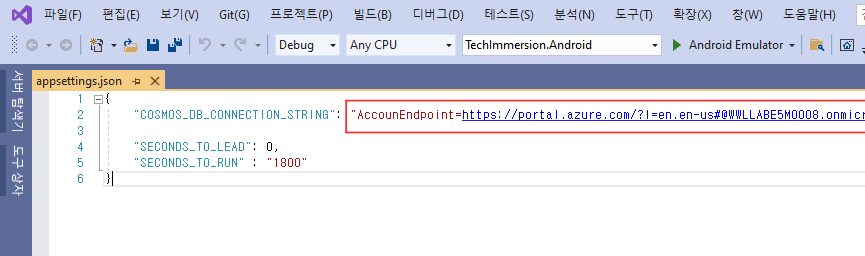 파일(F) 편집(E) 보기(V) Git(G) 프로젝트(P) 빌드(B) 디버그(D) 테스트(S) 분석(N) 도구(T) 확장(X) 창(W) 도움말(H)
Debug Any CPU TechImmersion.Android Android Emulator
서버 탐색기
도구 상자
appsettings.json
1 {
2 "COSMOS_DB_CONNECTION_STRING": "AccounEndpoint=https://portal.azure.com/?l=en.en-us#@WWLLABE5M0008.onmicr
3
4 "SECONDS_TO_LEAD": 0,
5 "SECONDS_TO_RUN" : "1800"
6 }